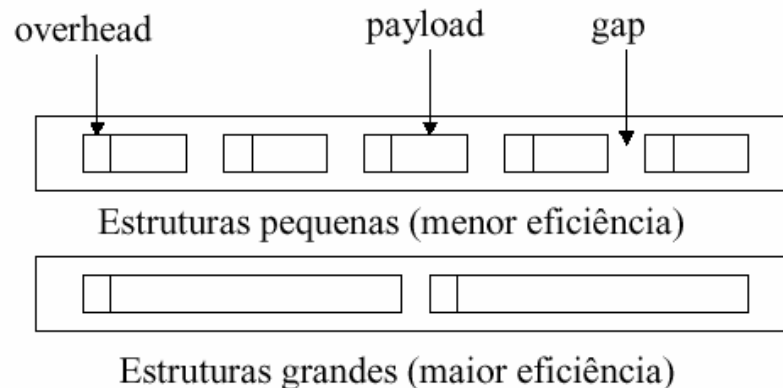 overhead payload gap
Estruturas pequenas (menor eficiência)
Estruturas grandes (maior eficiência)